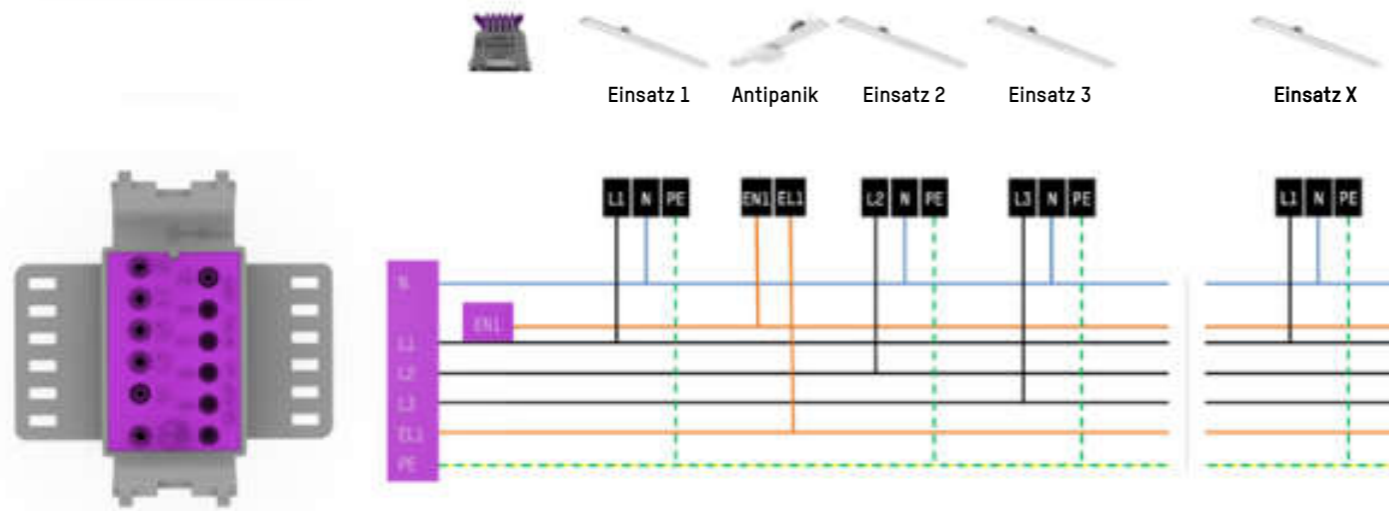 Einsatz 1 Antipanik Einsatz 2 Einsatz 3 Einsatz X
L1 N PE EN1 EL1 L2 N PE L3 N PE L1 N PE
N
EN1
L1
L2
L3
EL1
PE